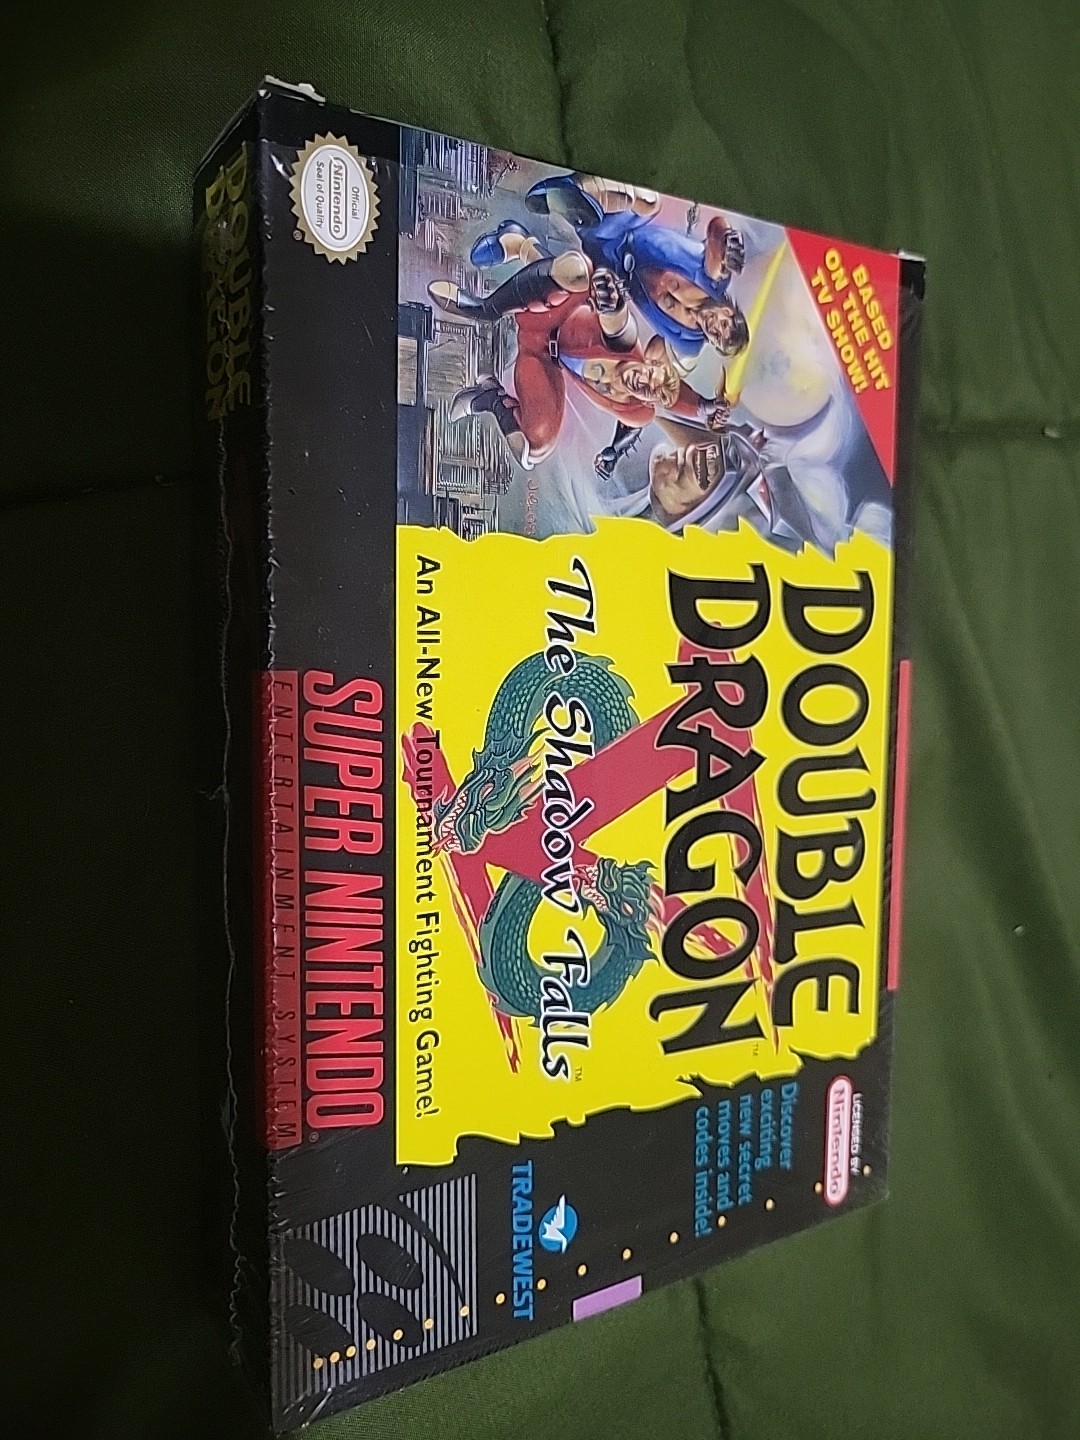 BASED
ON THE HIT
TV SHOW!
DOUBLE
DRAGON™
The Shadow Falls™
An All-New Tournament Fighting Game!
LICENSED BY
Nintendo®
Discover
exciting
new secret
moves and
codes inside!
TRADEWEST
Official
Nintendo
Seal of Quality
®
SUPER NINTENDO®
ENTERTAINMENT SYSTEM
DOUBLE
DRAGON